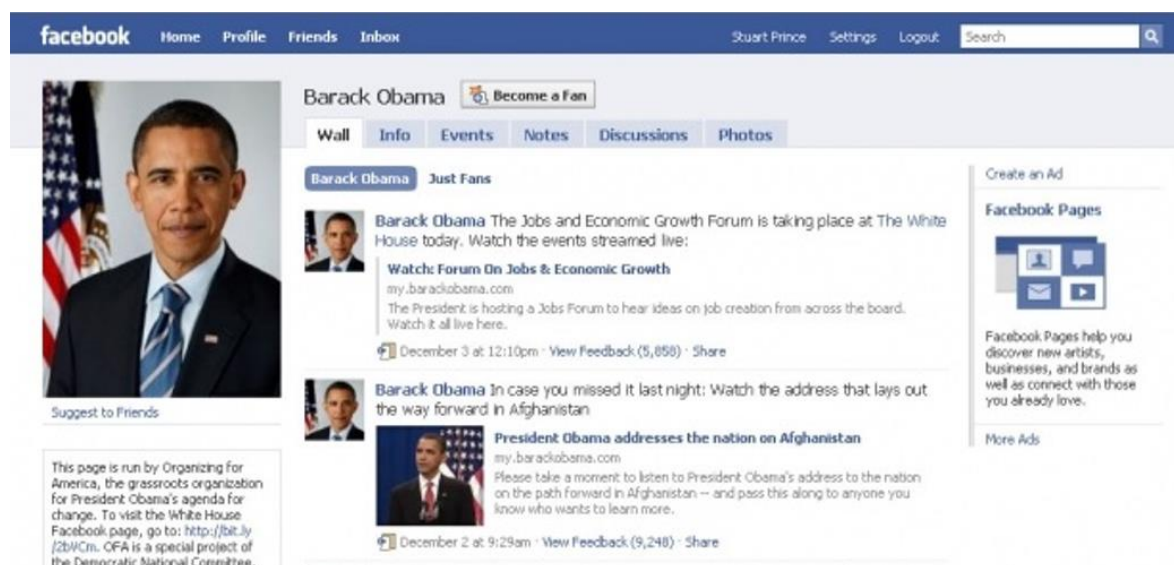 facebook Home Profile Friends Inbox Stuart Prince Settings Logout Search
Barack Obama Become a Fan
Wall Info Events Notes Discussions Photos
Barack Obama Just Fans
Barack Obama The Jobs and Economic Growth Forum is taking place at The White
House today. Watch the events streamed live:
Watch: Forum On Jobs & Economic Growth
my.barackobama.com
The President is hosting a Jobs Forum to hear ideas on job creation from across the board.
Watch it all live here.
December 3 at 12:10pm · View Feedback (5,858) · Share
Barack Obama In case you missed it last night: Watch the address that lays out
the way forward in Afghanistan
President Obama addresses the nation on Afghanistan
my.barackobama.com
Please take a moment to listen to President Obama's address to the nation
on the path forward in Afghanistan -- and pass this along to anyone you
know who wants to learn more.
December 2 at 9:29am · View Feedback (9,248) · Share
Suggest to Friends
This page is run by Organizing for
America, the grassroots organization
for President Obama's agenda for
change. To visit the White House
Facebook page, go to: http://bit.ly
/2bVCm. OFA is a special project of
the Democratic National Committee.
Create an Ad
Facebook Pages
Facebook Pages help you
discover new artists,
businesses, and brands as
well as connect with those
you already love.
More Ads